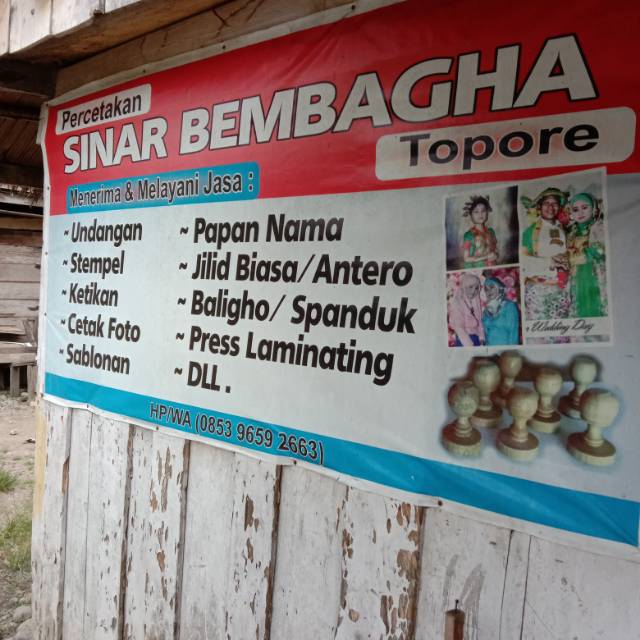 Percetakan
SINAR BEMBAGHA
Topore
Menerima & Melayani Jasa :
~ Undangan
~ Stempel
~ Ketikan
~ Cetak Foto
~ Sablonan
~ Papan Nama
~ Jilid Biasa/Antero
~ Baligho/ Spanduk
~ Press Laminating
~ DLL .
HP/WA (0853 9659 2663)
Wedding Day